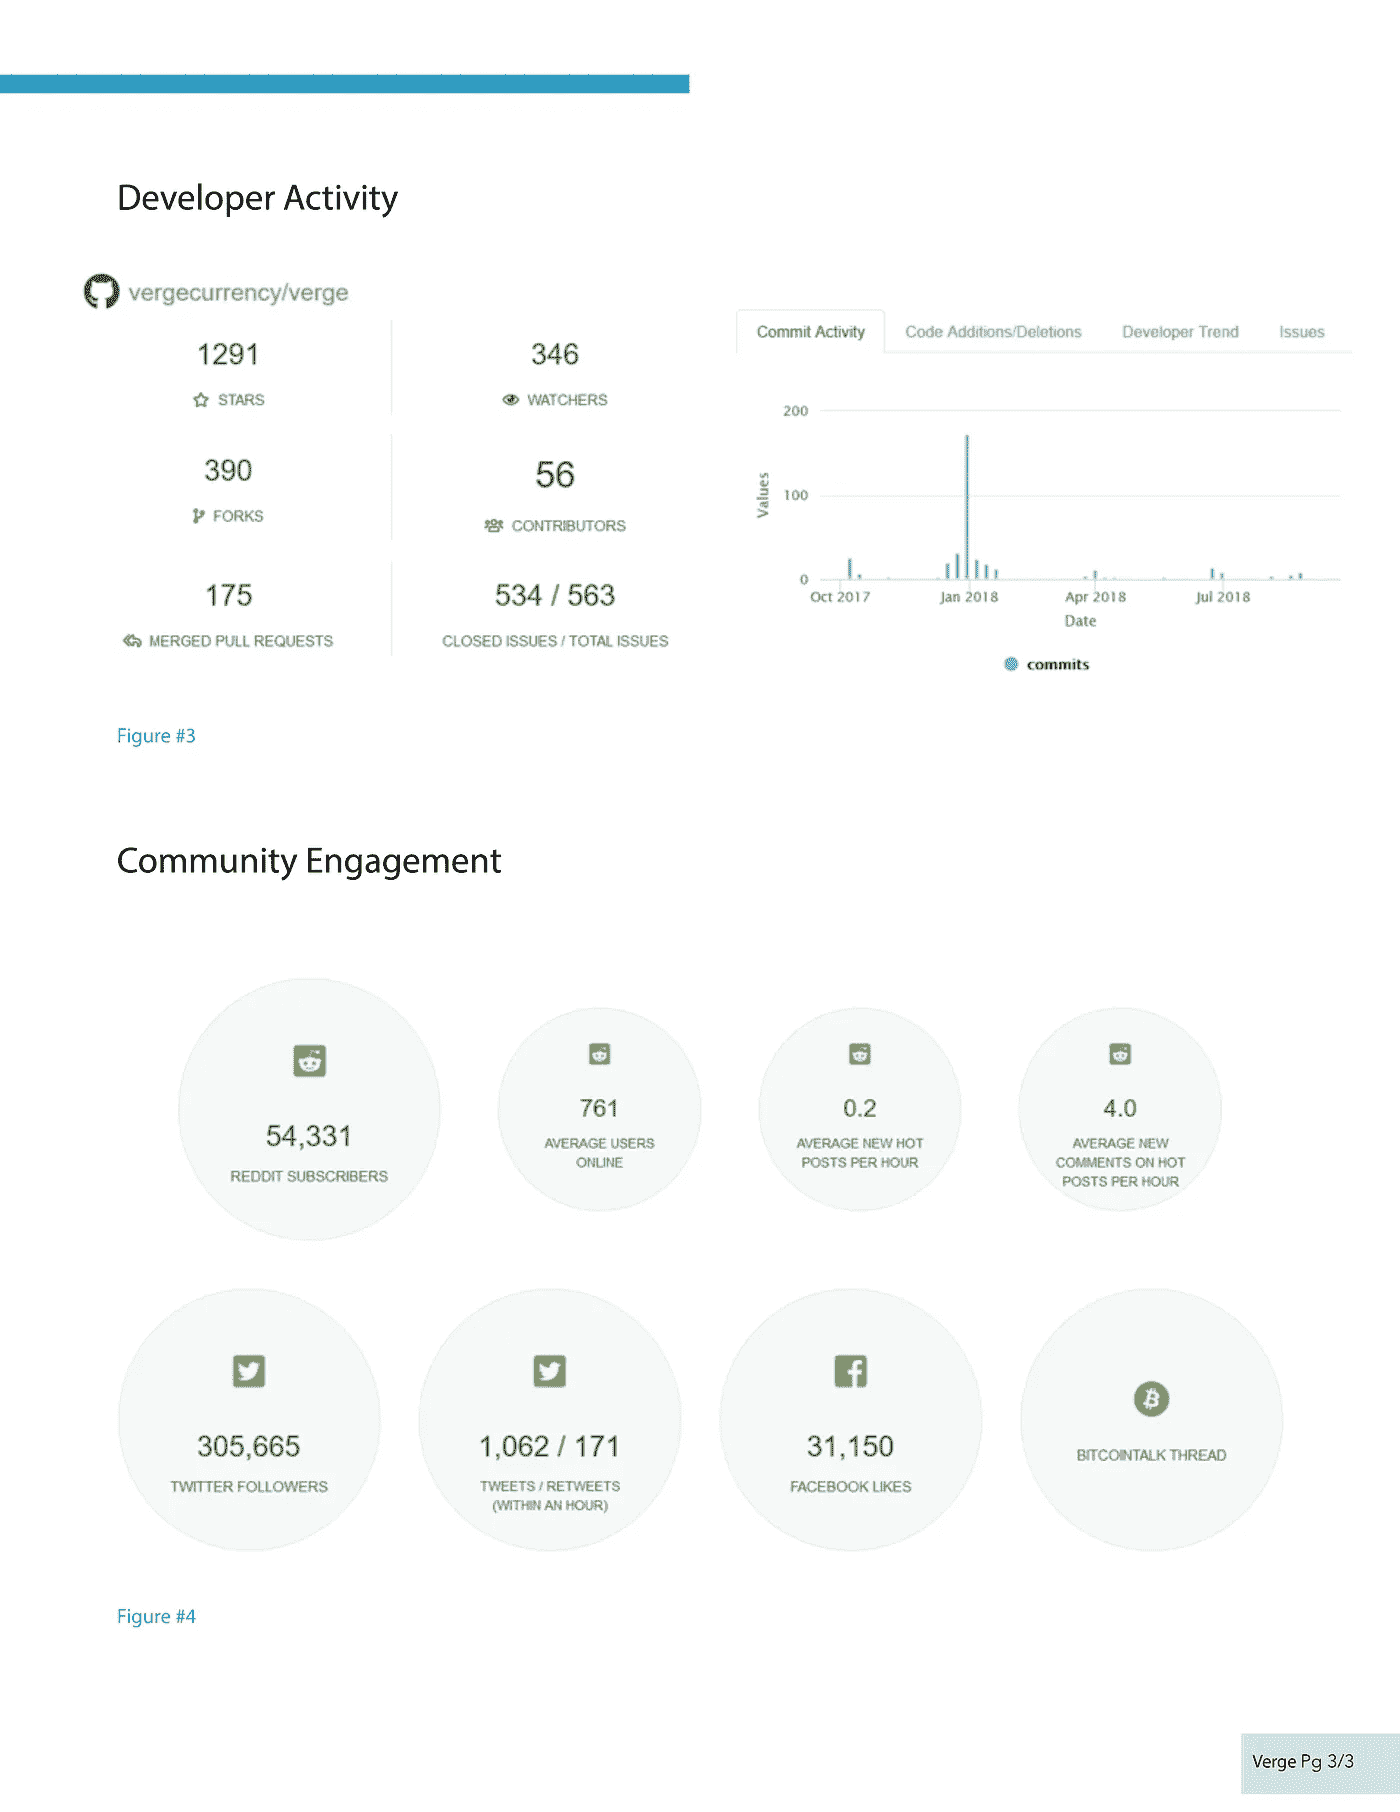 Developer Activity
vergecurrency/verge
1291
STARS
346
WATCHERS
390
FORKS
56
CONTRIBUTORS
175
MERGED PULL REQUESTS
534 / 563
CLOSED ISSUES / TOTAL ISSUES
Commit Activity
Code Additions/Deletions
Developer Trend
Issues
200
100
0
Values
Oct 2017
Jan 2018
Apr 2018
Jul 2018
Date
commits
Figure #3
Community Engagement
54,331
REDDIT SUBSCRIBERS
761
AVERAGE USERS
ONLINE
0.2
AVERAGE NEW HOT
POSTS PER HOUR
4.0
AVERAGE NEW
COMMENTS ON HOT
POSTS PER HOUR
305,665
TWITTER FOLLOWERS
1,062 / 171
TWEETS / RETWEETS
(WITHIN AN HOUR)
31,150
FACEBOOK LIKES
BITCOINTALK THREAD
Figure #4
Verge Pg 3/3